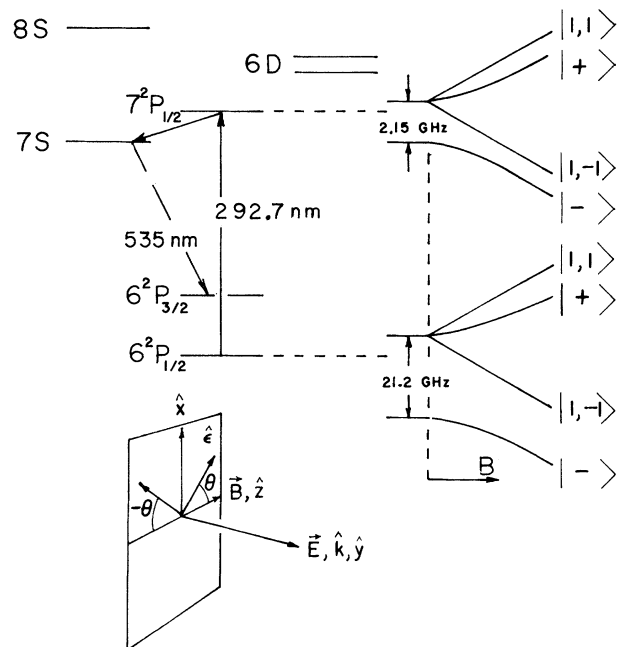 8S
6D
7²P₁/₂
7S
2.15 GHz
292.7 nm
535 nm
6²P₃/₂
6²P₁/₂
21.2 GHz
|1,1⟩
|+⟩
|1,-1⟩
|-⟩
|1,1⟩
|+⟩
|1,-1⟩
|-⟩
B
x̂
ε̂
θ
-θ
B⃗, ẑ
E⃗, k̂, ŷ